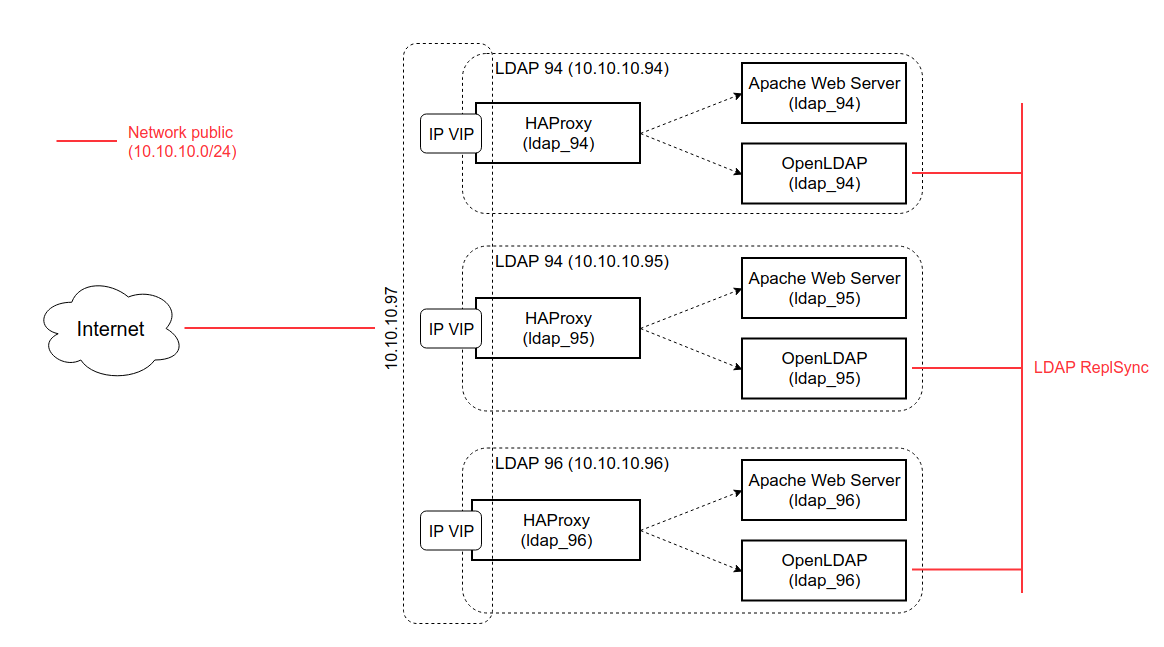 Network public
(10.10.10.0/24)
Internet
10.10.10.97
LDAP 94 (10.10.10.94)
IP VIP
HAProxy
(ldap_94)
Apache Web Server
(ldap_94)
OpenLDAP
(ldap_94)
LDAP 94 (10.10.10.95)
IP VIP
HAProxy
(ldap_95)
Apache Web Server
(ldap_95)
OpenLDAP
(ldap_95)
LDAP 96 (10.10.10.96)
IP VIP
HAProxy
(ldap_96)
Apache Web Server
(ldap_96)
OpenLDAP
(ldap_96)
LDAP ReplSync